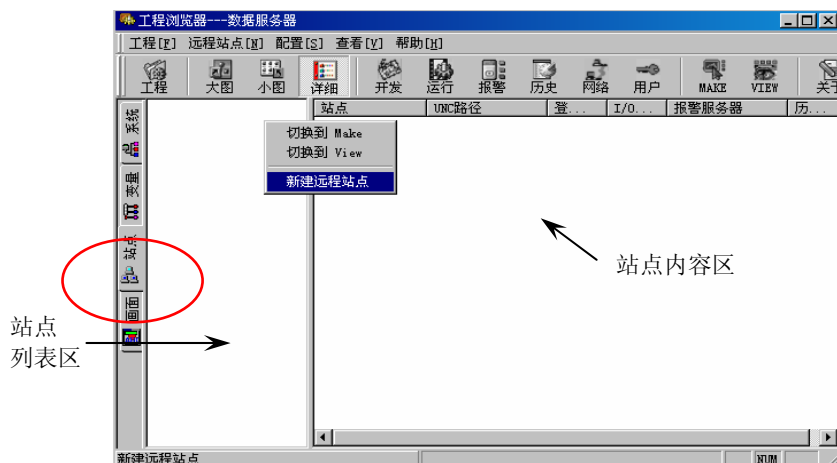 工程浏览器---数据服务器
工程[F] 远程站点[N] 配置[S] 查看[V] 帮助[H]
工程 大图 小图 详细 开发 运行 报警 历史 网络 用户 MAKE VIEW 关于
站点 UNC路径 登... I/O... 报警服务器 历...
系统
变量
站点
画面
切换到 Make
切换到 View
新建远程站点
站点内容区
站点
列表区
新建远程站点 NUM